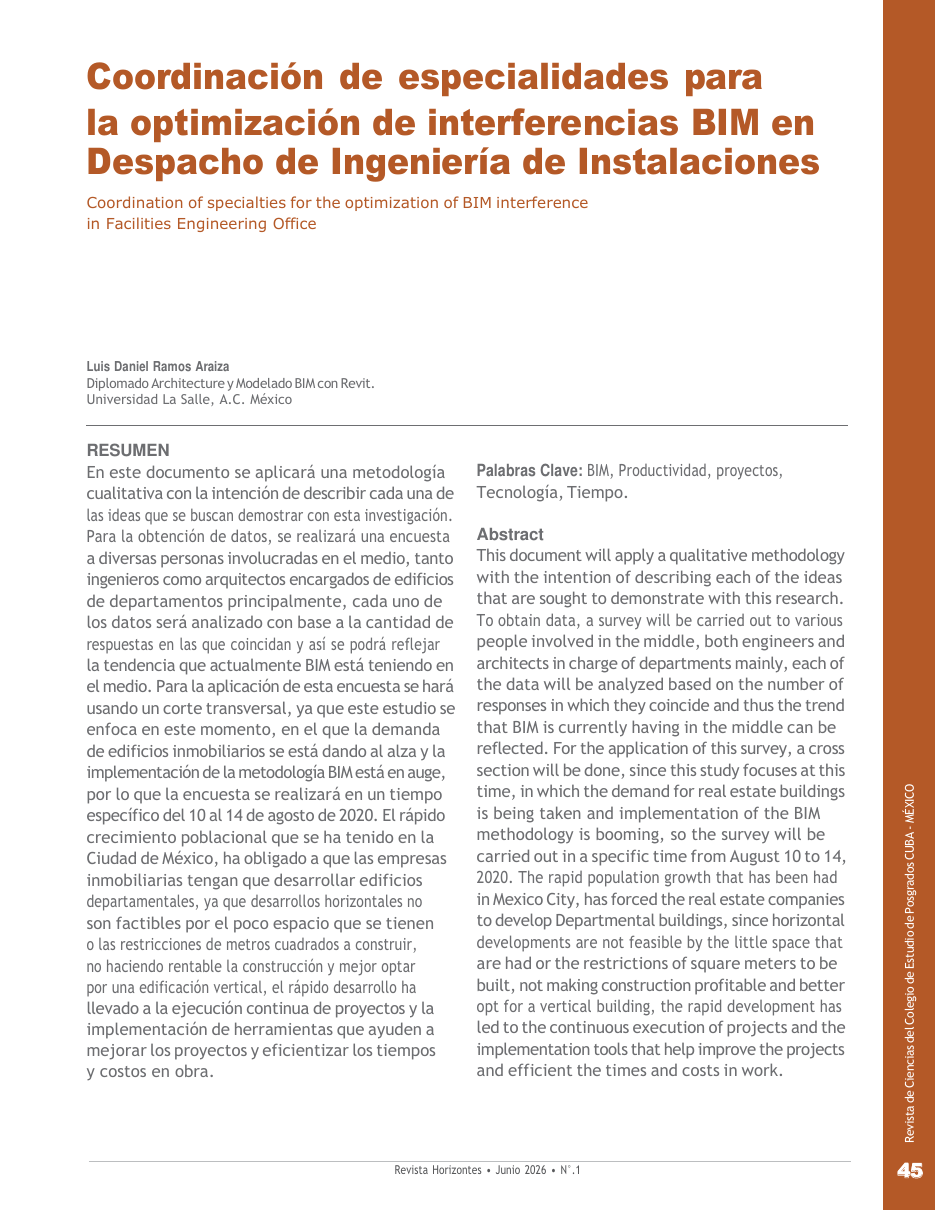 Coordinación de especialidades para
la optimización de interferencias BIM en
Despacho de Ingeniería de Instalaciones
Coordination of specialties for the optimization of BIM interference
in Facilities Engineering Office
Luis Daniel Ramos Araiza
Diplomado Architecture y Modelado BIM con Revit.
Universidad La Salle, A.C. México
RESUMEN
En este documento se aplicará una metodología
cualitativa con la intención de describir cada una de
las ideas que se buscan demostrar con esta investigación.
Para la obtención de datos, se realizará una encuesta
a diversas personas involucradas en el medio, tanto
ingenieros como arquitectos encargados de edificios
de departamentos principalmente, cada uno de
los datos será analizado con base a la cantidad de
respuestas en las que coincidan y así se podrá reflejar
la tendencia que actualmente BIM está teniendo en
el medio. Para la aplicación de esta encuesta se hará
usando un corte transversal, ya que este estudio se
enfoca en este momento, en el que la demanda
de edificios inmobiliarios se está dando al alza y la
implementación de la metodología BIM está en auge,
por lo que la encuesta se realizará en un tiempo
específico del 10 al 14 de agosto de 2020. El rápido
crecimiento poblacional que se ha tenido en la
Ciudad de México, ha obligado a que las empresas
inmobiliarias tengan que desarrollar edificios
departamentales, ya que desarrollos horizontales no
son factibles por el poco espacio que se tienen
o las restricciones de metros cuadrados a construir,
no haciendo rentable la construcción y mejor optar
por una edificación vertical, el rápido desarrollo ha
llevado a la ejecución continua de proyectos y la
implementación de herramientas que ayuden a
mejorar los proyectos y eficientizar los tiempos
y costos en obra.
Palabras Clave: BIM, Productividad, proyectos,
Tecnología, Tiempo.
Abstract
This document will apply a qualitative methodology
with the intention of describing each of the ideas
that are sought to demonstrate with this research.
To obtain data, a survey will be carried out to various
people involved in the middle, both engineers and
architects in charge of departments mainly, each of
the data will be analyzed based on the number of
responses in which they coincide and thus the trend
that BIM is currently having in the middle can be
reflected. For the application of this survey, a cross
section will be done, since this study focuses at this
time, in which the demand for real estate buildings
is being taken and implementation of the BIM
methodology is booming, so the survey will be
carried out in a specific time from August 10 to 14,
2020. The rapid population growth that has been had
in Mexico City, has forced the real estate companies
to develop Departmental buildings, since horizontal
developments are not feasible by the little space that
are had or the restrictions of square meters to be
built, not making construction profitable and better
opt for a vertical building, the rapid development has
led to the continuous execution of projects and the
implementation tools that help improve the projects
and efficient the times and costs in work.
Revista Horizontes • Junio 2026 • N°.1
Revista de Ciencias del Colegio de Estudio de Posgrados CUBA - MÉXICO
45